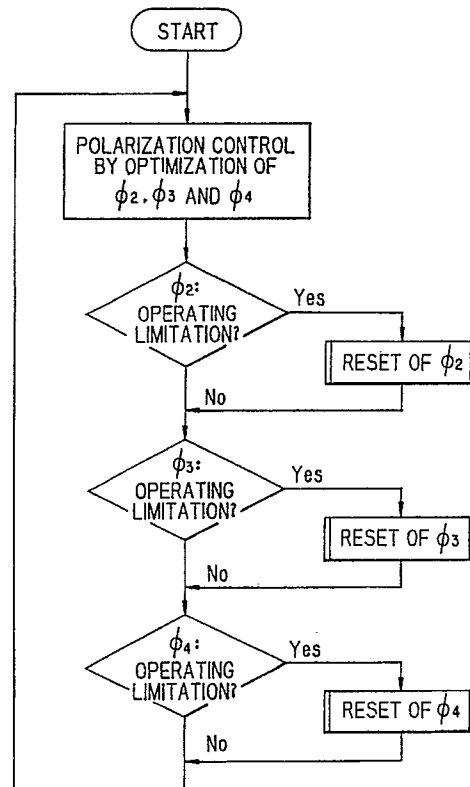 START
POLARIZATION CONTROL
BY OPTIMIZATION OF
ϕ2, ϕ3 AND ϕ4
ϕ2:
OPERATING
LIMITATION?
Yes
RESET OF ϕ2
No
ϕ3:
OPERATING
LIMITATION?
Yes
RESET OF ϕ3
No
ϕ4:
OPERATING
LIMITATION?
Yes
RESET OF ϕ4
No